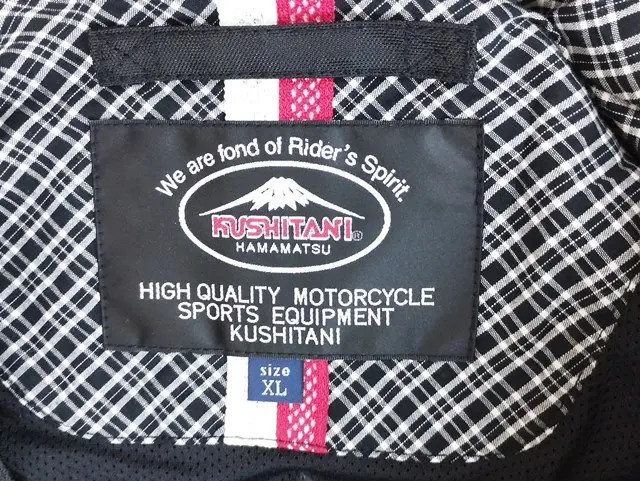 We are fond of Rider's Spirit.
KUSHITANI®
HAMAMATSU
HIGH QUALITY MOTORCYCLE
SPORTS EQUIPMENT
KUSHITANI
size
XL